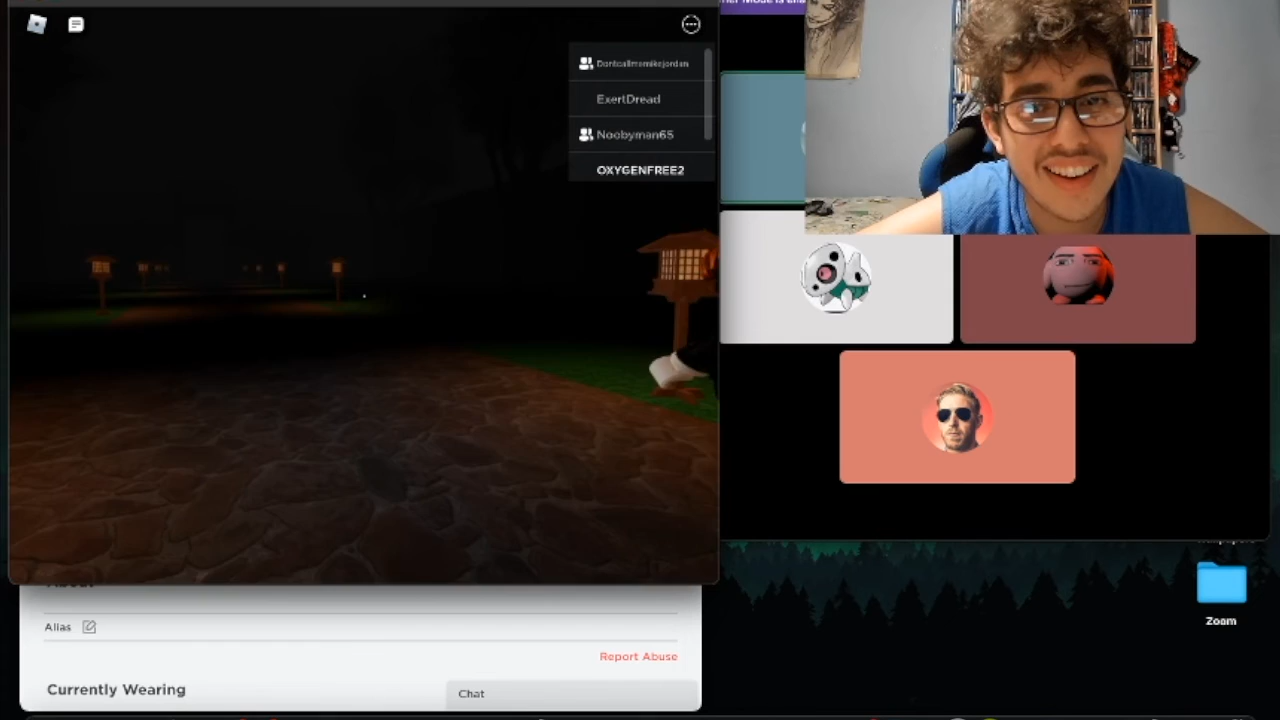 Dontcallmemikejordan
ExertDread
Noobyman65
OXYGENFREE2
Alias
Report Abuse
Currently Wearing
Chat
Zoom